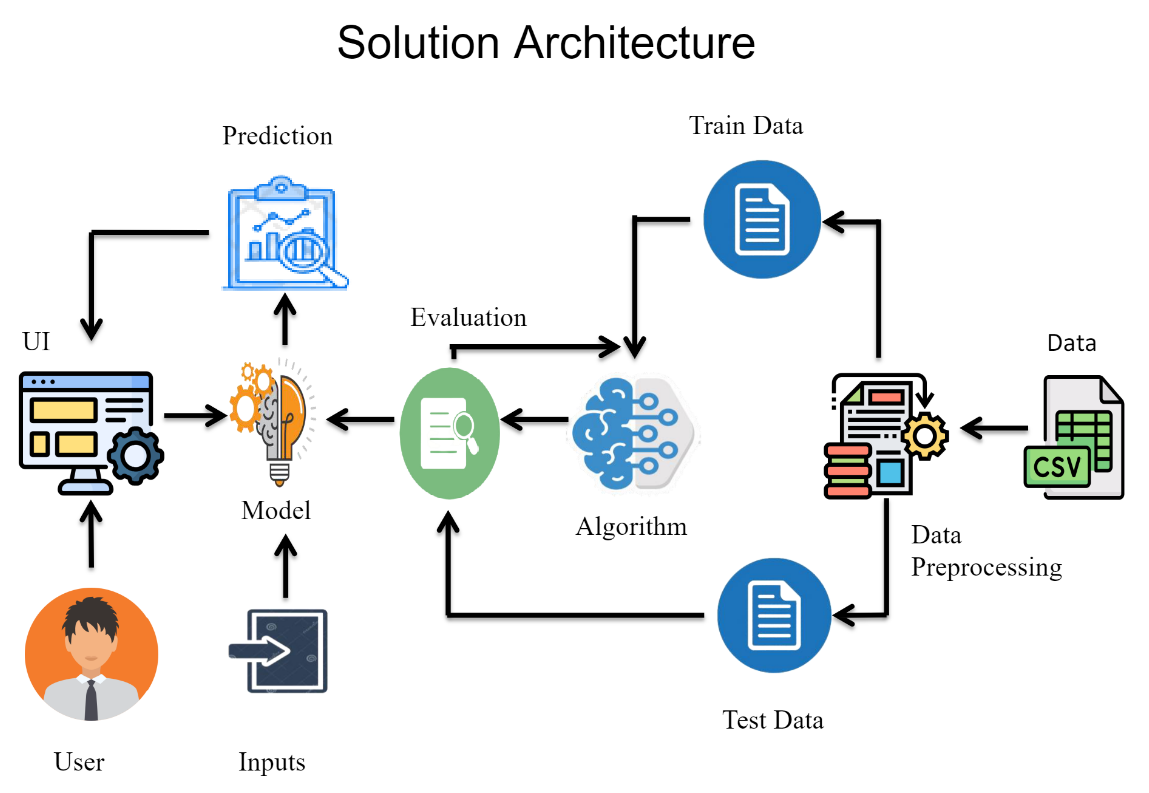 Solution Architecture
Train Data
Prediction
Evaluation
UI
Data
CSV
Model
Algorithm
Data
Preprocessing
Test Data
User
Inputs